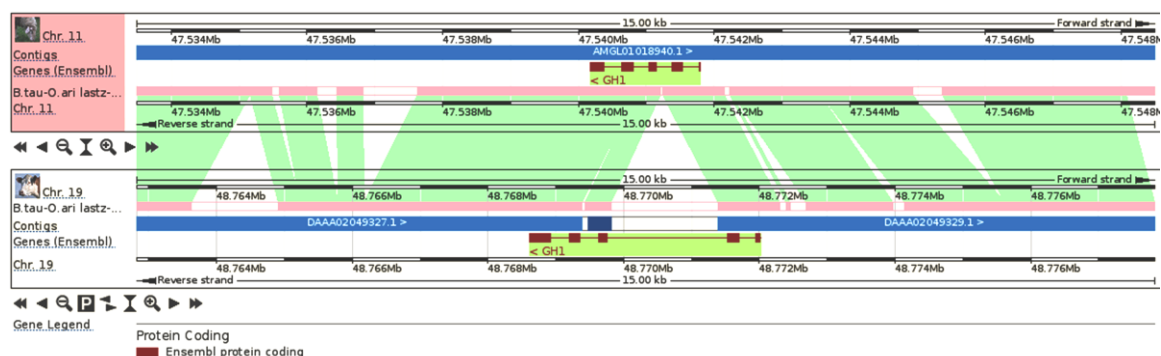 15.00 kb Forward strand
Chr. 11 47.534Mb 47.536Mb 47.538Mb 47.540Mb 47.542Mb 47.544Mb 47.546Mb 47.548M
Contigs AMGL01018940.1 >
Genes (Ensembl)
< GH1
B.tau-O.ari lastz-...
Chr. 11 47.534Mb 47.536Mb 47.538Mb 47.540Mb 47.542Mb 47.544Mb 47.546Mb 47.548M
Reverse strand 15.00 kb
P
15.00 kb Forward strand
Chr. 19 48.764Mb 48.766Mb 48.768Mb 48.770Mb 48.772Mb 48.774Mb 48.776Mb
B.tau-O.ari lastz-...
Contigs DAAA02049327.1 > DAAA02049329.1 >
Genes (Ensembl)
< GH1
Chr. 19 48.764Mb 48.766Mb 48.768Mb 48.770Mb 48.772Mb 48.774Mb 48.776Mb
Reverse strand 15.00 kb
Gene Legend
Protein Coding
Ensembl protein coding